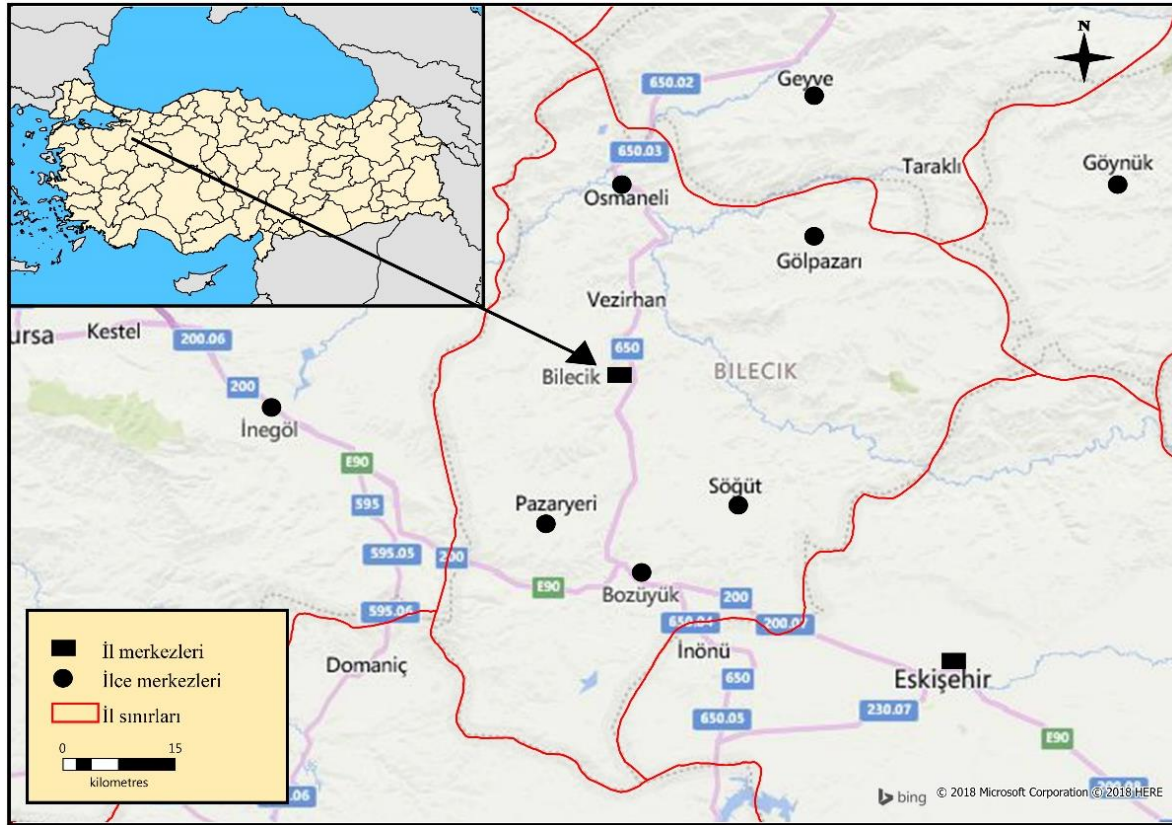 N
650.02
Geyve
650.03
Taraklı
Göynük
Osmaneli
Gölpazarı
Vezirhan
ursa
Kestel
200.06
650
Bilecik
BILECIK
200
İnegöl
E90
595
Pazaryeri
Söğüt
595.05
200
E90
Bozüyük
200
595.06
650.04
200.07
İnönü
Domaniç
650
Eskişehir
650.05
230.07
E90
İl merkezleri
İlce merkezleri
İl sınırları
0 15
kilometres
.06
bing © 2018 Microsoft Corporation © 2018 HERE